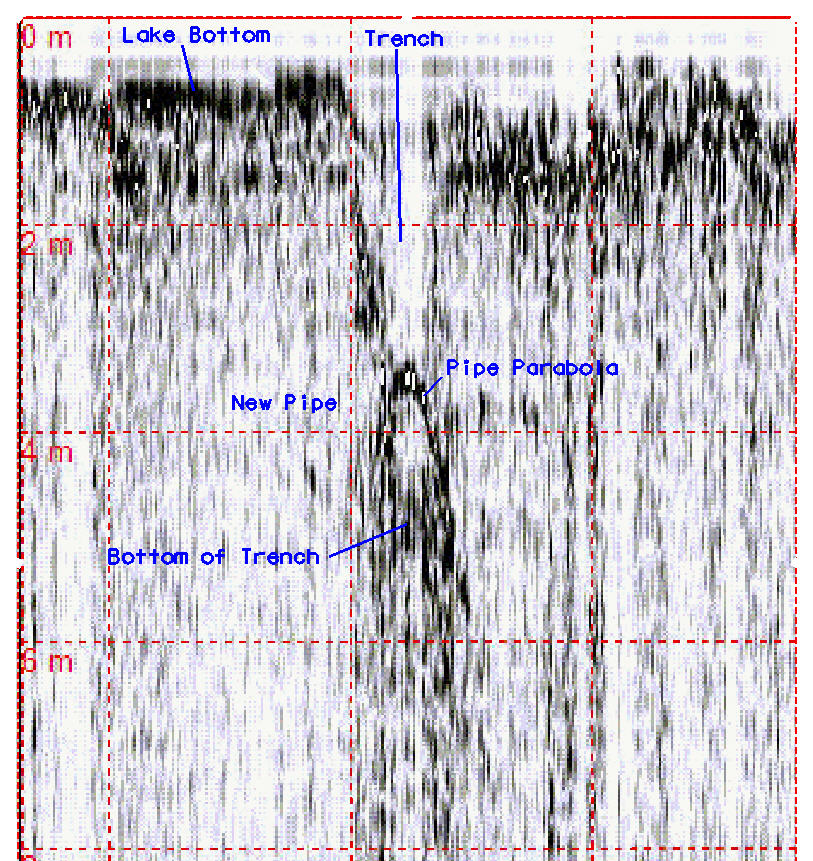 0 m
Lake Bottom
Trench
2 m
Pipe Parabola
New Pipe
4 m
Bottom of Trench
6 m